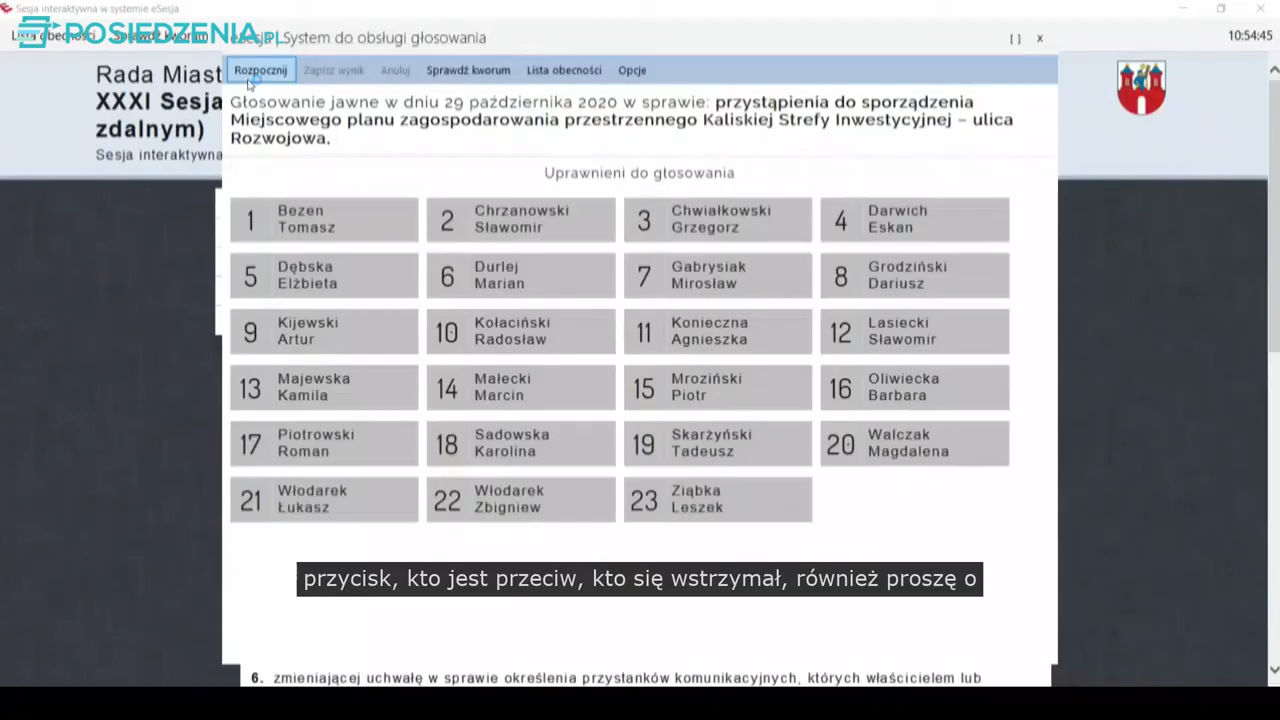 Sesja interaktywna w systemie eSesja
POSIEDZENIA.PL
System do obsługi głosowania
[ ] x
10:54:45
Rada Miast
XXXI Sesja
zdalnym)
Sesja interaktywna
Rozpocznij Zapisz wynik Anuluj Sprawdź kworum Lista obecności Opcje
Głosowanie jawne w dniu 29 października 2020 w sprawie: przystąpienia do sporządzenia
Miejscowego planu zagospodarowania przestrzennego Kaliskiej Strefy Inwestycyjnej – ulica
Rozwojowa.
Uprawnieni do głosowania
1 Bezen Tomasz
2 Chrzanowski Sławomir
3 Chwiałkowski Grzegorz
4 Darwich Eskan
5 Dębska Elżbieta
6 Durlej Marian
7 Gabrysiak Mirosław
8 Grodziński Dariusz
9 Kijewski Artur
10 Kołaciński Radosław
11 Konieczna Agnieszka
12 Lasiecki Sławomir
13 Majewska Kamila
14 Małecki Marcin
15 Mroziński Piotr
16 Oliwiecka Barbara
17 Piotrowski Roman
18 Sadowska Karolina
19 Skarżyński Tadeusz
20 Walczak Magdalena
21 Włodarek Łukasz
22 Włodarek Zbigniew
23 Ziąbka Leszek
przycisk, kto jest przeciw, kto się wstrzymał, również proszę o
6. zmieniającej uchwałę w sprawie określenia przystanków komunikacyjnych, których właścicielem lub